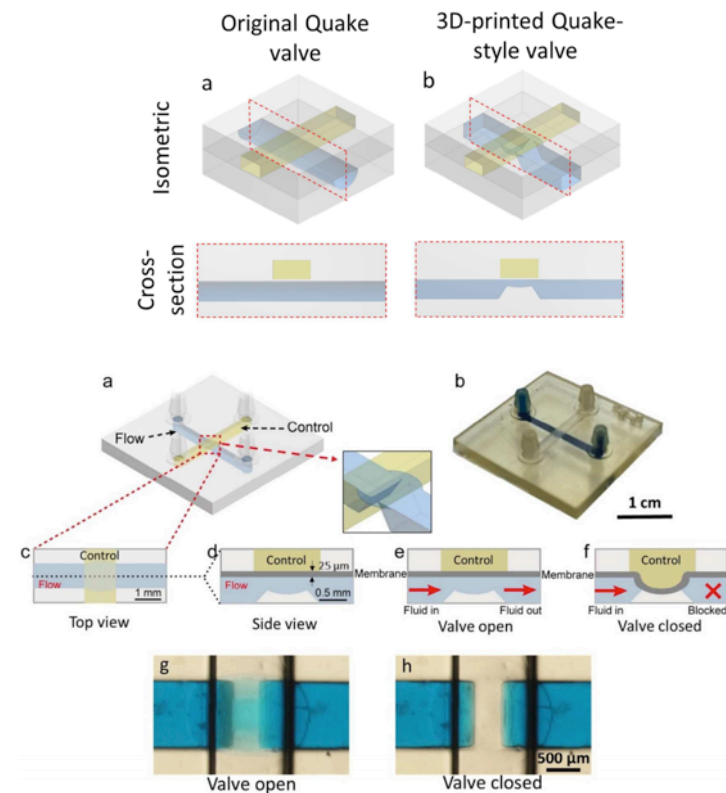 Original Quake
valve
3D-printed Quake-
style valve
a
b
Isometric
Cross-
section
a
b
Flow
Control
1 cm
c
d
e
f
Control
Flow
1 mm
Control
25 µm
Flow
0.5 mm
Membrane
Control
Fluid in
Fluid out
Membrane
Control
Fluid in
Blocked
Top view
Side view
Valve open
Valve closed
g
h
500 µm
Valve open
Valve closed